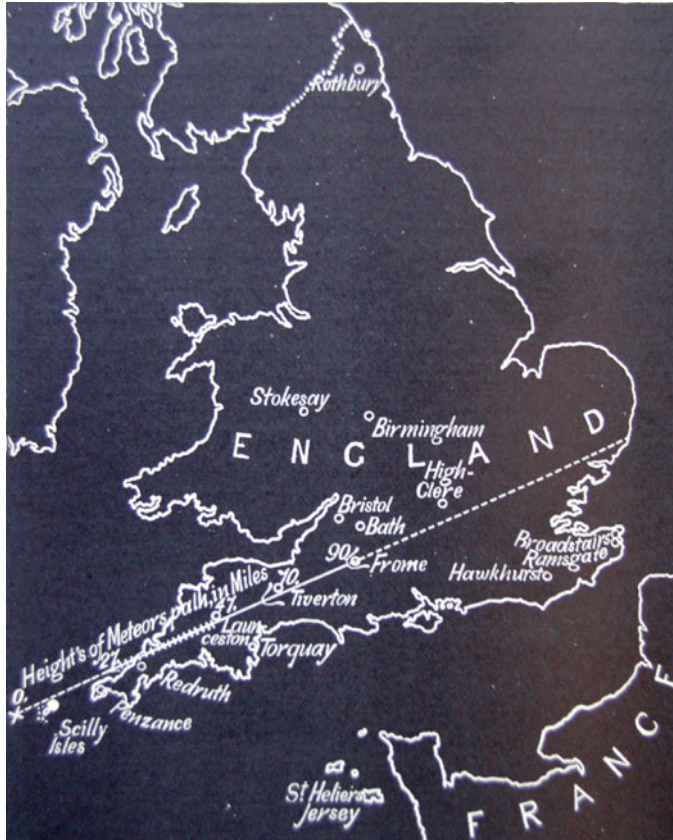 Rothbury
Stokesay
Birmingham
ENGLAND
High-
Clere
Bristol
Bath
Broadstairs
Ramsgate
90.
Frome
Hawkhurst
70.
Tiverton
Height's of Meteors path, in Miles
47.
Laun
ceston
Torquay
27.
Redruth
0.
Penzance
Scilly
Isles
St Heliers
Jersey
FRANCE